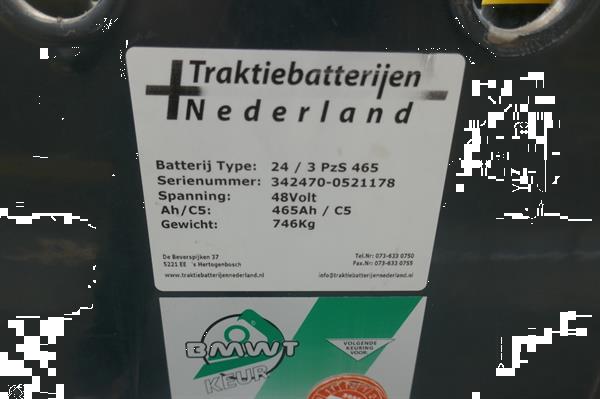 Traktiebatterijen
Nederland
Batterij Type: 24 / 3 PzS 465
Serienummer: 342470-0521178
Spanning: 48Volt
Ah/C5: 465Ah / C5
Gewicht: 746Kg
De Beverspijken 37
5221 EE 's Hertogenbosch
www.traktiebatterijennederland.nl
Tel.Nr: 073-633 0750
Fax.Nr: 073-633 0755
info@traktiebatterijennederland.nl
BMWT
KEUR
VOLGENDE
KEURING
VOOR: